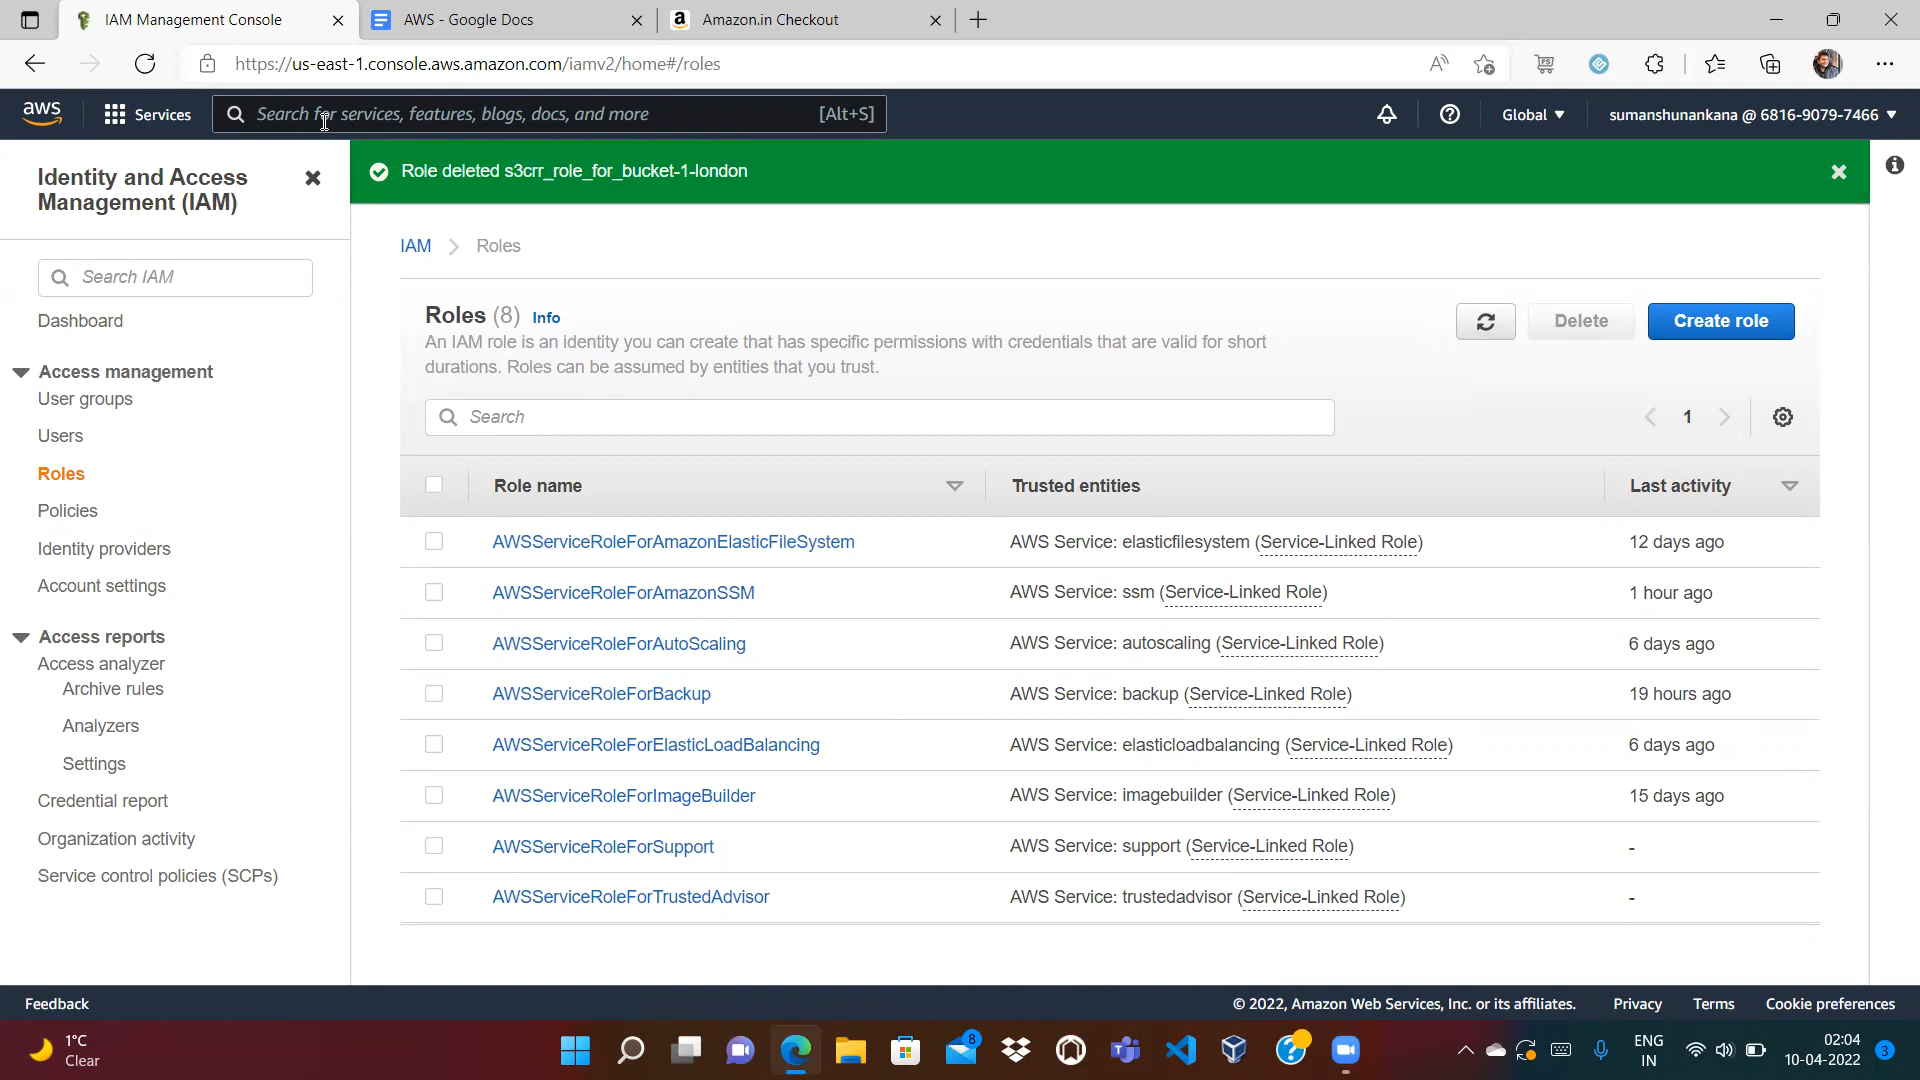 IAM Management Console
AWS - Google Docs
Amazon.in Checkout
https://us-east-1.console.aws.amazon.com/iamv2/home#/roles
aws
Services
Search for services, features, blogs, docs, and more
[Alt+S]
Global
sumanshunankana @ 6816-9079-7466
Identity and Access
Management (IAM)
Search IAM
Dashboard
Access management
User groups
Users
Roles
Policies
Identity providers
Account settings
Access reports
Access analyzer
Archive rules
Analyzers
Settings
Credential report
Organization activity
Service control policies (SCPs)
Role deleted s3crr_role_for_bucket-1-london
IAM
Roles
Roles (8) Info
An IAM role is an identity you can create that has specific permissions with credentials that are valid for short
durations. Roles can be assumed by entities that you trust.
Delete
Create role
Search
1
Role name Trusted entities Last activity
AWSServiceRoleForAmazonElasticFileSystem AWS Service: elasticfilesystem (Service-Linked Role) 12 days ago
AWSServiceRoleForAmazonSSM AWS Service: ssm (Service-Linked Role) 1 hour ago
AWSServiceRoleForAutoScaling AWS Service: autoscaling (Service-Linked Role) 6 days ago
AWSServiceRoleForBackup AWS Service: backup (Service-Linked Role) 19 hours ago
AWSServiceRoleForElasticLoadBalancing AWS Service: elasticloadbalancing (Service-Linked Role) 6 days ago
AWSServiceRoleForImageBuilder AWS Service: imagebuilder (Service-Linked Role) 15 days ago
AWSServiceRoleForSupport AWS Service: support (Service-Linked Role) -
AWSServiceRoleForTrustedAdvisor AWS Service: trustedadvisor (Service-Linked Role) -
Feedback
© 2022, Amazon Web Services, Inc. or its affiliates.
Privacy
Terms
Cookie preferences
1°C
Clear
8
ENG
IN
02:04
10-04-2022
3